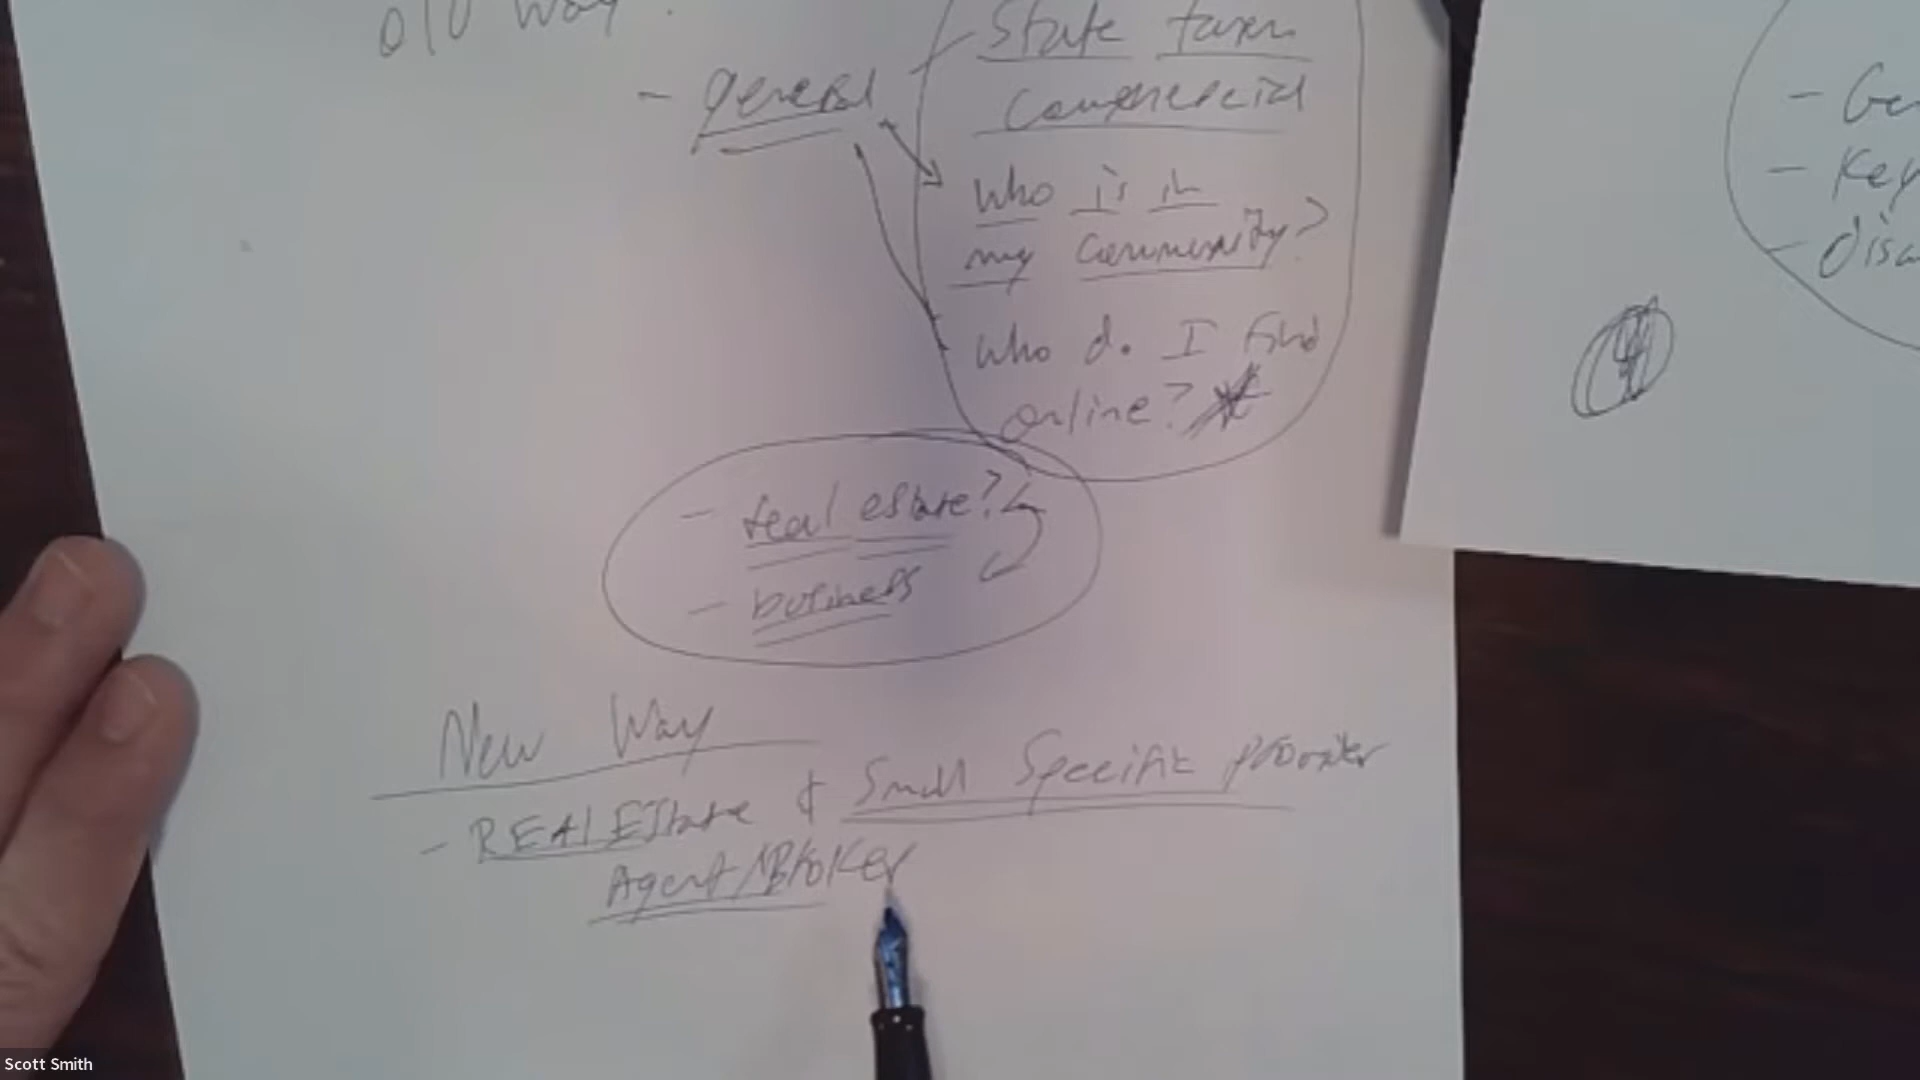 old way
State Farm
- general
Commercial
Who is in
my Community?
Who do I find
online?
- real estate?
- business
New Way
- REAL EState & Small Specific provider
Agent/Broker
- Ge
- Key
- disc
Scott Smith